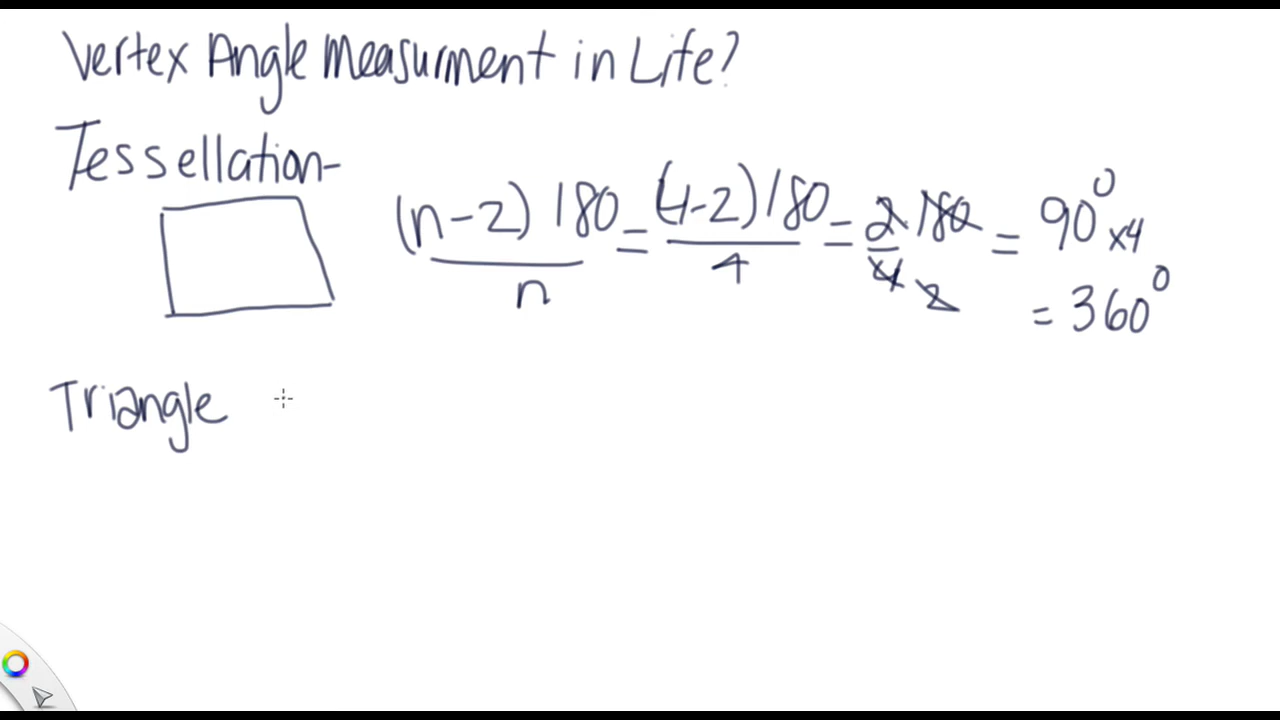 Vertex Angle Measurment in Life?
Tessellation-
(n-2) 180 / n = (4-2) 180 / 4 = 2 180 / 4 2 = 90° x4
= 360°
Triangle